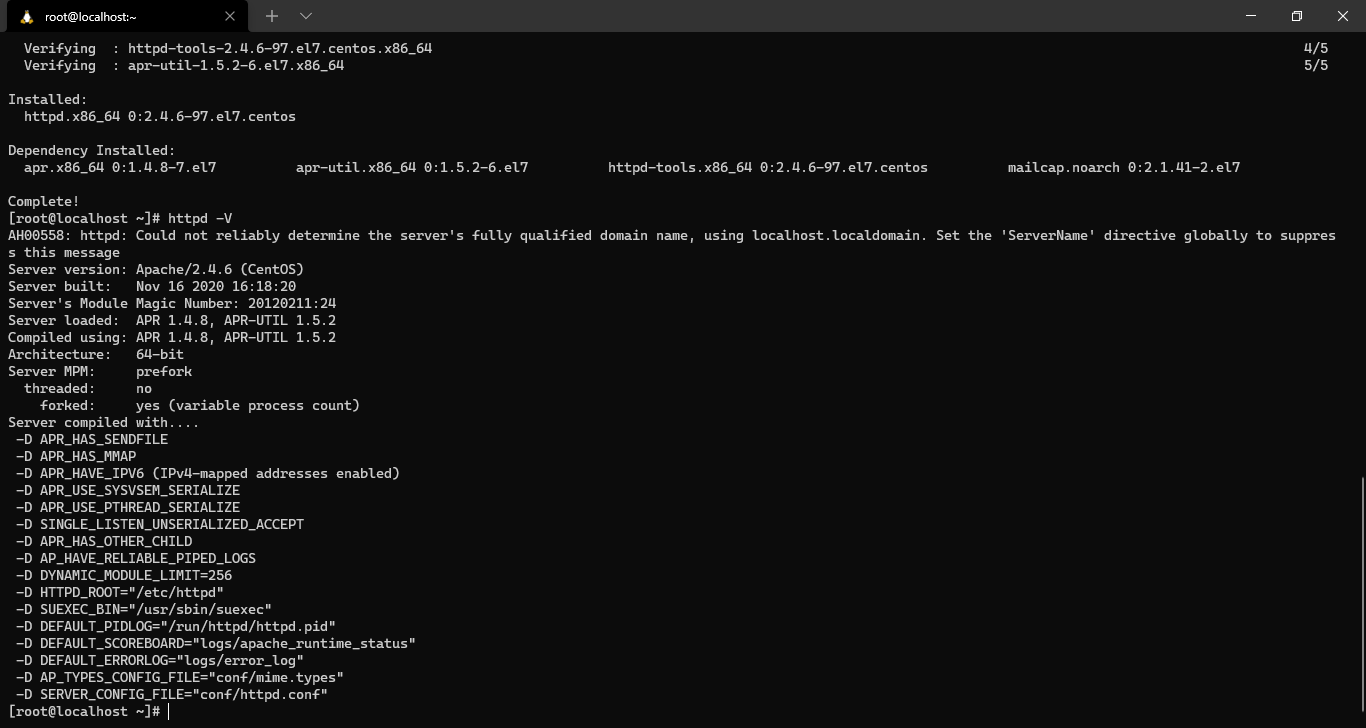 root@localhost:~
Verifying : httpd-tools-2.4.6-97.el7.centos.x86_64 4/5
Verifying : apr-util-1.5.2-6.el7.x86_64 5/5
Installed:
httpd.x86_64 0:2.4.6-97.el7.centos
Dependency Installed:
apr.x86_64 0:1.4.8-7.el7 apr-util.x86_64 0:1.5.2-6.el7 httpd-tools.x86_64 0:2.4.6-97.el7.centos mailcap.noarch 0:2.1.41-2.el7
Complete!
[root@localhost ~]# httpd -V
AH00558: httpd: Could not reliably determine the server's fully qualified domain name, using localhost.localdomain. Set the 'ServerName' directive globally to suppres
s this message
Server version: Apache/2.4.6 (CentOS)
Server built:   Nov 16 2020 16:18:20
Server's Module Magic Number: 20120211:24
Server loaded:  APR 1.4.8, APR-UTIL 1.5.2
Compiled using: APR 1.4.8, APR-UTIL 1.5.2
Architecture:   64-bit
Server MPM:     prefork
  threaded:     no
    forked:     yes (variable process count)
Server compiled with....
 -D APR_HAS_SENDFILE
 -D APR_HAS_MMAP
 -D APR_HAVE_IPV6 (IPv4-mapped addresses enabled)
 -D APR_USE_SYSVSEM_SERIALIZE
 -D APR_USE_PTHREAD_SERIALIZE
 -D SINGLE_LISTEN_UNSERIALIZED_ACCEPT
 -D APR_HAS_OTHER_CHILD
 -D AP_HAVE_RELIABLE_PIPED_LOGS
 -D DYNAMIC_MODULE_LIMIT=256
 -D HTTPD_ROOT="/etc/httpd"
 -D SUEXEC_BIN="/usr/sbin/suexec"
 -D DEFAULT_PIDLOG="/run/httpd/httpd.pid"
 -D DEFAULT_SCOREBOARD="logs/apache_runtime_status"
 -D DEFAULT_ERRORLOG="logs/error_log"
 -D AP_TYPES_CONFIG_FILE="conf/mime.types"
 -D SERVER_CONFIG_FILE="conf/httpd.conf"
[root@localhost ~]#